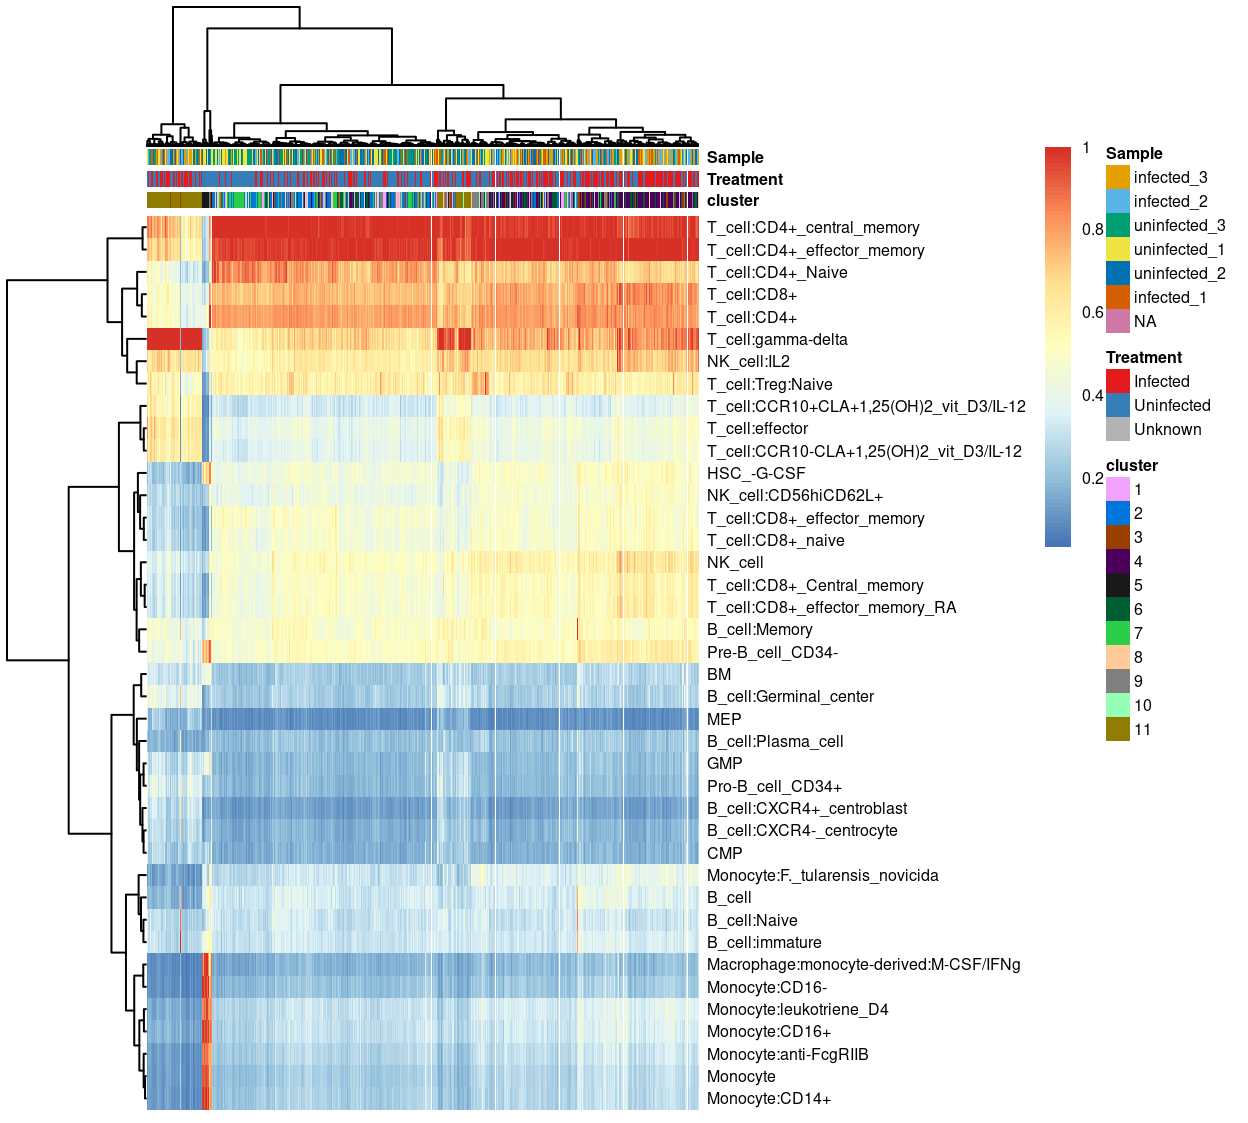 Sample
Treatment
cluster
T_cell:CD4+_central_memory
T_cell:CD4+_effector_memory
T_cell:CD4+_Naive
T_cell:CD8+
T_cell:CD4+
T_cell:gamma-delta
NK_cell:IL2
T_cell:Treg:Naive
T_cell:CCR10+CLA+1,25(OH)2_vit_D3/IL-12
T_cell:effector
T_cell:CCR10-CLA+1,25(OH)2_vit_D3/IL-12
HSC_-G-CSF
NK_cell:CD56hiCD62L+
T_cell:CD8+_effector_memory
T_cell:CD8+_naive
NK_cell
T_cell:CD8+_Central_memory
T_cell:CD8+_effector_memory_RA
B_cell:Memory
Pre-B_cell_CD34-
BM
B_cell:Germinal_center
MEP
B_cell:Plasma_cell
GMP
Pro-B_cell_CD34+
B_cell:CXCR4+_centroblast
B_cell:CXCR4-_centrocyte
CMP
Monocyte:F._tularensis_novicida
B_cell
B_cell:Naive
B_cell:immature
Macrophage:monocyte-derived:M-CSF/IFNg
Monocyte:CD16-
Monocyte:leukotriene_D4
Monocyte:CD16+
Monocyte:anti-FcgRIIB
Monocyte
Monocyte:CD14+
1
0.8
0.6
0.4
0.2
Sample
infected_3
infected_2
uninfected_3
uninfected_1
uninfected_2
infected_1
NA
Treatment
Infected
Uninfected
Unknown
cluster
1
2
3
4
5
6
7
8
9
10
11